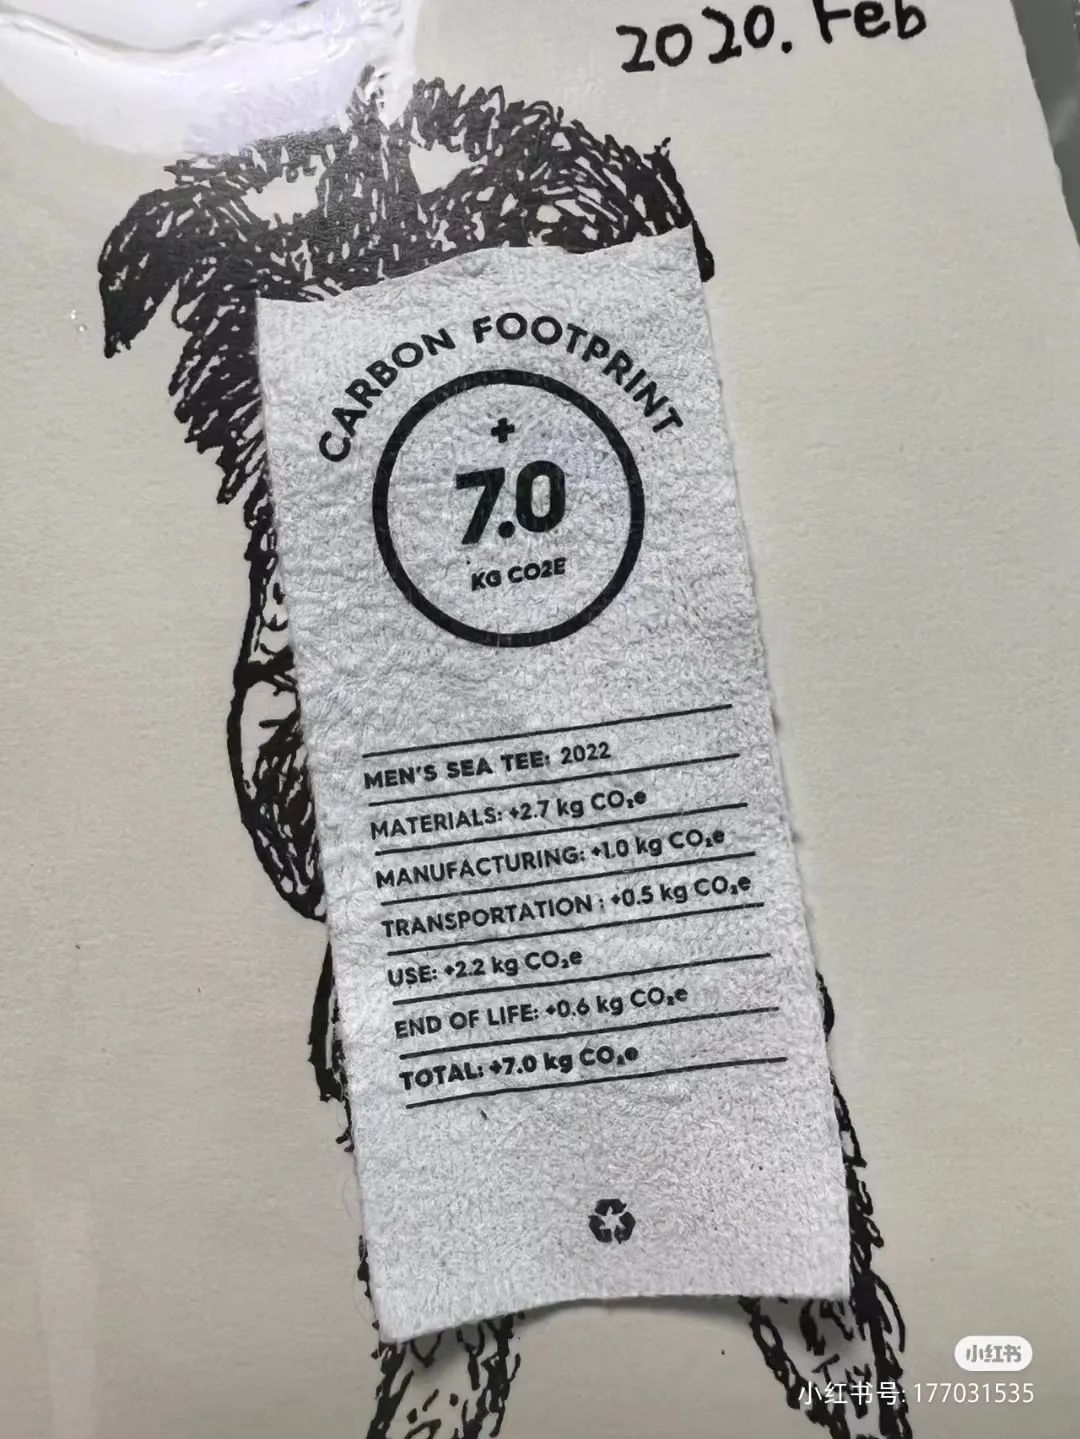 2020. Feb
CARBON FOOTPRINT
+
7.0
KG CO2E
MEN'S SEA TEE: 2022
MATERIALS: +2.7 kg CO₂e
MANUFACTURING: +1.0 kg CO₂e
TRANSPORTATION : +0.5 kg CO₂e
USE: +2.2 kg CO₂e
END OF LIFE: +0.6 kg CO₂e
TOTAL: +7.0 kg CO₂e
小红书
小红书号: 177031535